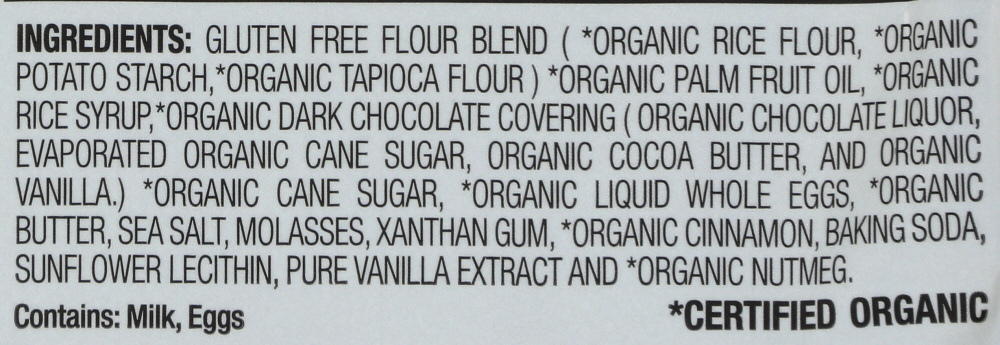 INGREDIENTS: GLUTEN FREE FLOUR BLEND ( *ORGANIC RICE FLOUR, *ORGANIC
POTATO STARCH,*ORGANIC TAPIOCA FLOUR ) *ORGANIC PALM FRUIT OIL, *ORGANIC
RICE SYRUP,*ORGANIC DARK CHOCOLATE COVERING ( ORGANIC CHOCOLATE LIQUOR,
EVAPORATED ORGANIC CANE SUGAR, ORGANIC COCOA BUTTER, AND ORGANIC
VANILLA.) *ORGANIC CANE SUGAR, *ORGANIC LIQUID WHOLE EGGS, *ORGANIC
BUTTER, SEA SALT, MOLASSES, XANTHAN GUM, *ORGANIC CINNAMON, BAKING SODA,
SUNFLOWER LECITHIN, PURE VANILLA EXTRACT AND *ORGANIC NUTMEG.
Contains: Milk, Eggs
*CERTIFIED ORGANIC